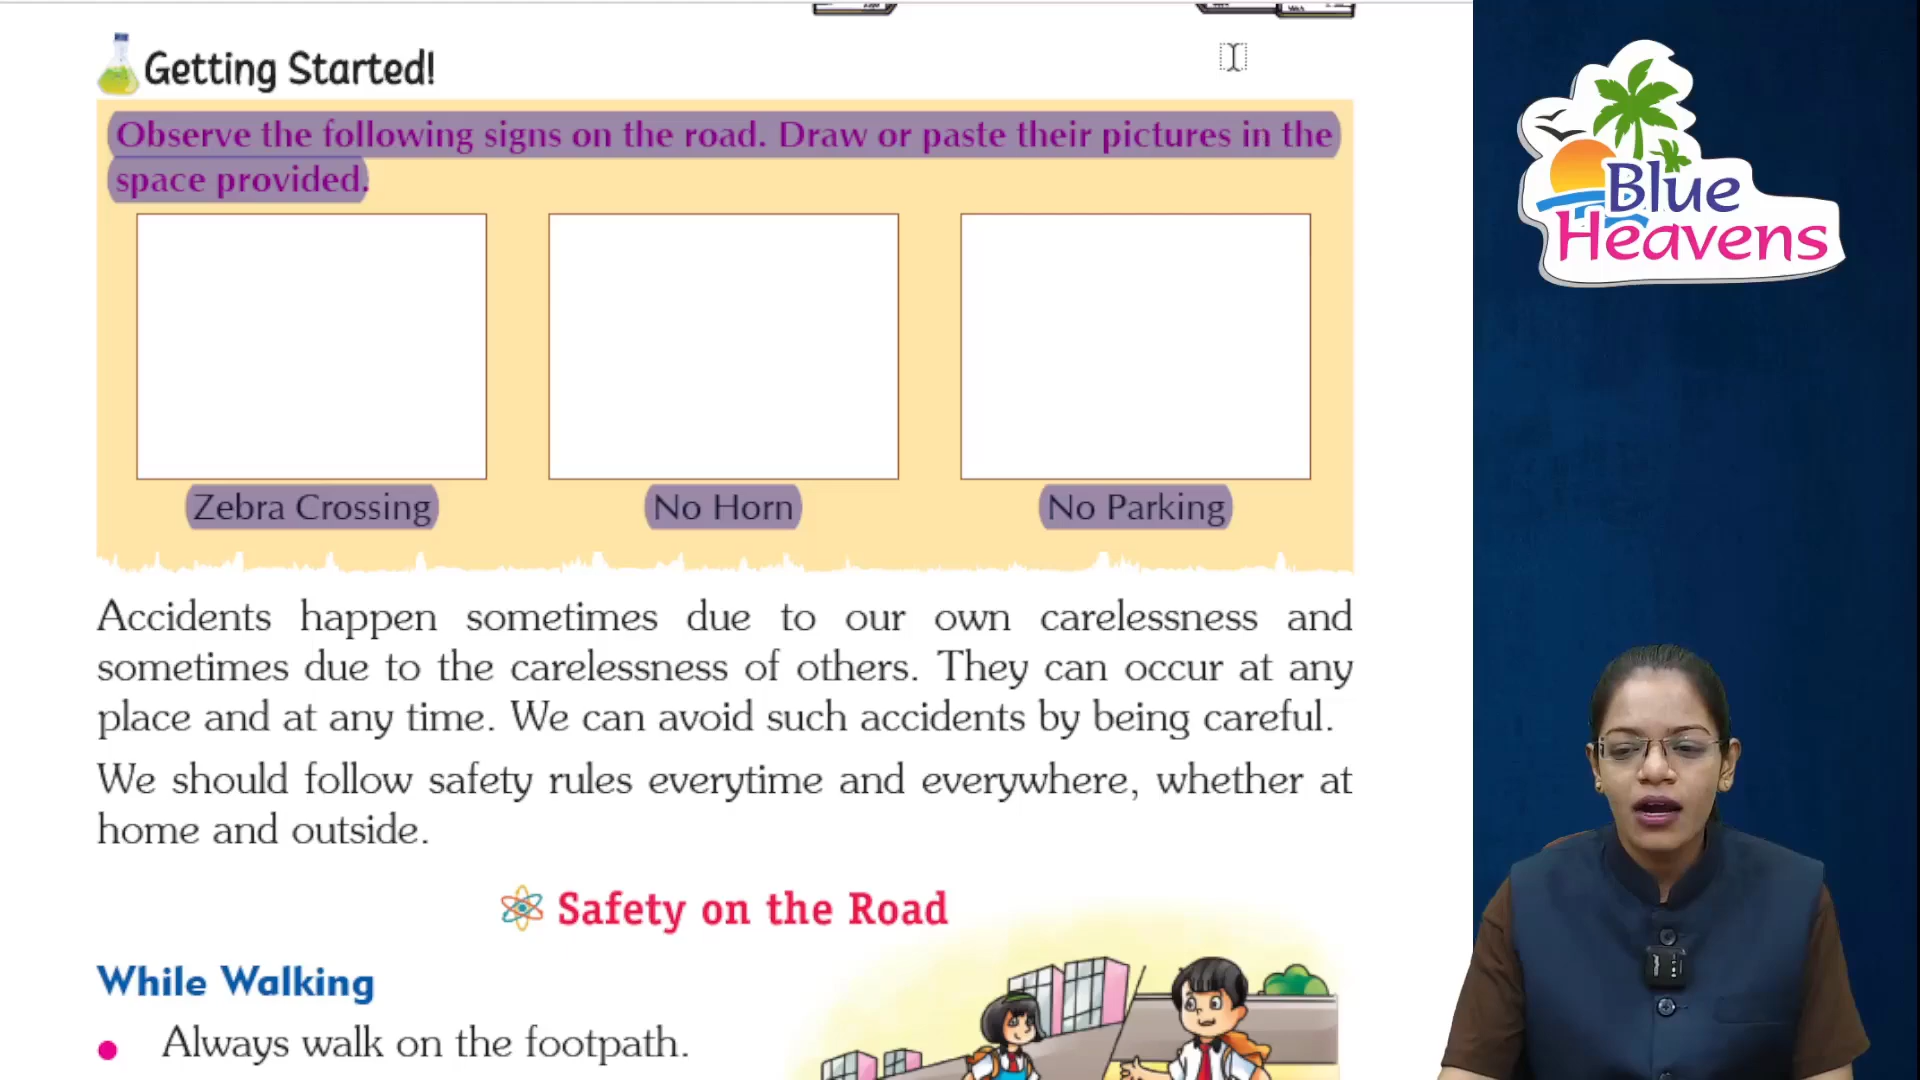 Getting Started!
Observe the following signs on the road. Draw or paste their pictures in the
space provided.
Zebra Crossing
No Horn
No Parking
Accidents happen sometimes due to our own carelessness and
sometimes due to the carelessness of others. They can occur at any
place and at any time. We can avoid such accidents by being careful.
We should follow safety rules everytime and everywhere, whether at
home and outside.
Safety on the Road
While Walking
• Always walk on the footpath.
Blue
Heavens